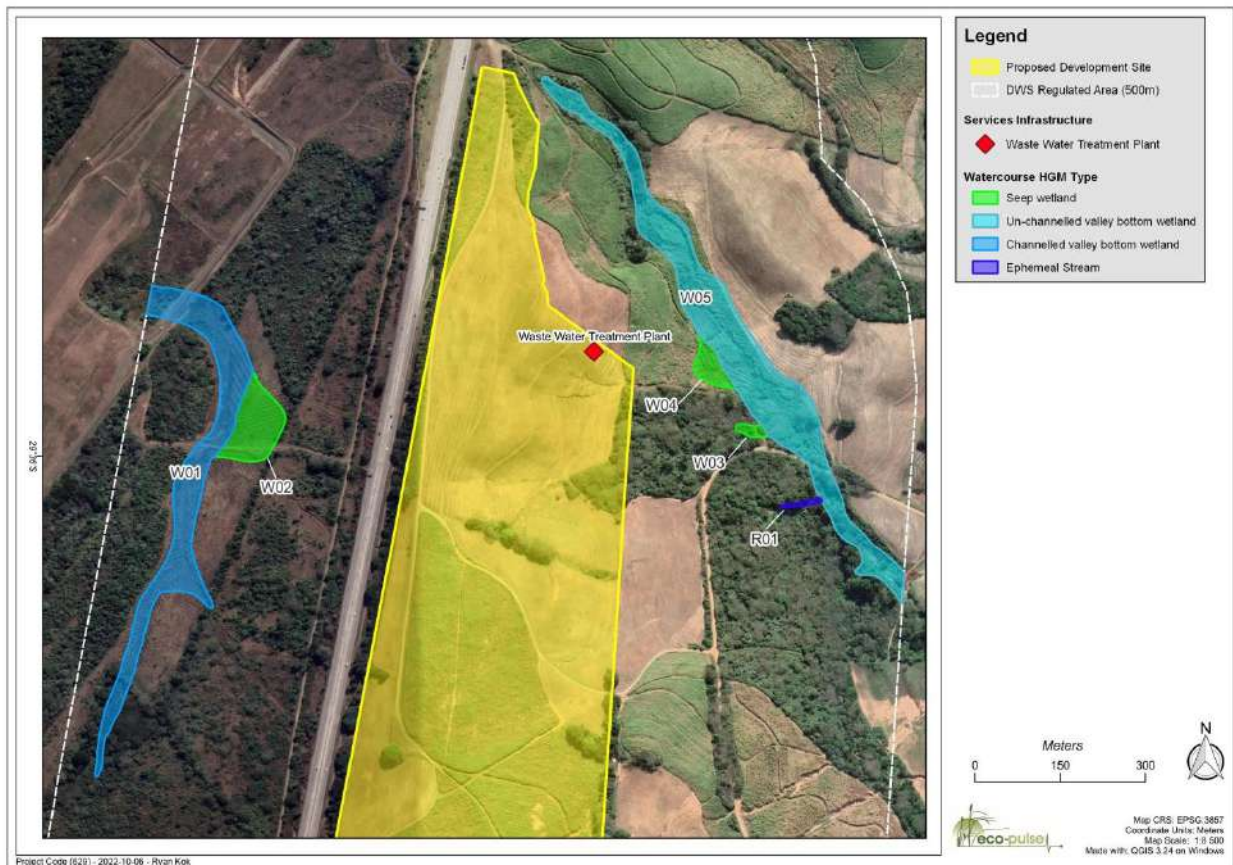 Legend
Proposed Development Site
DWS Regulated Area (500m)
Services Infrastructure
Waste Water Treatment Plant
Watercourse HGM Type
Seep wetland
Un-channelled valley bottom wetland
Channelled valley bottom wetland
Ephemeal Stream
W05
Waste Water Treatment Plant
W04
W03
W01
W02
R01
29°36'S
Meters
0 150 300
N
eco-pulse
Map CRS: EPSG:3857
Coordinate Units: Meters
Map Scale: 1:8 500
Made with: QGIS 3.24 on Windows
Project Code (629) - 2022-10-06 - Ryan Kok